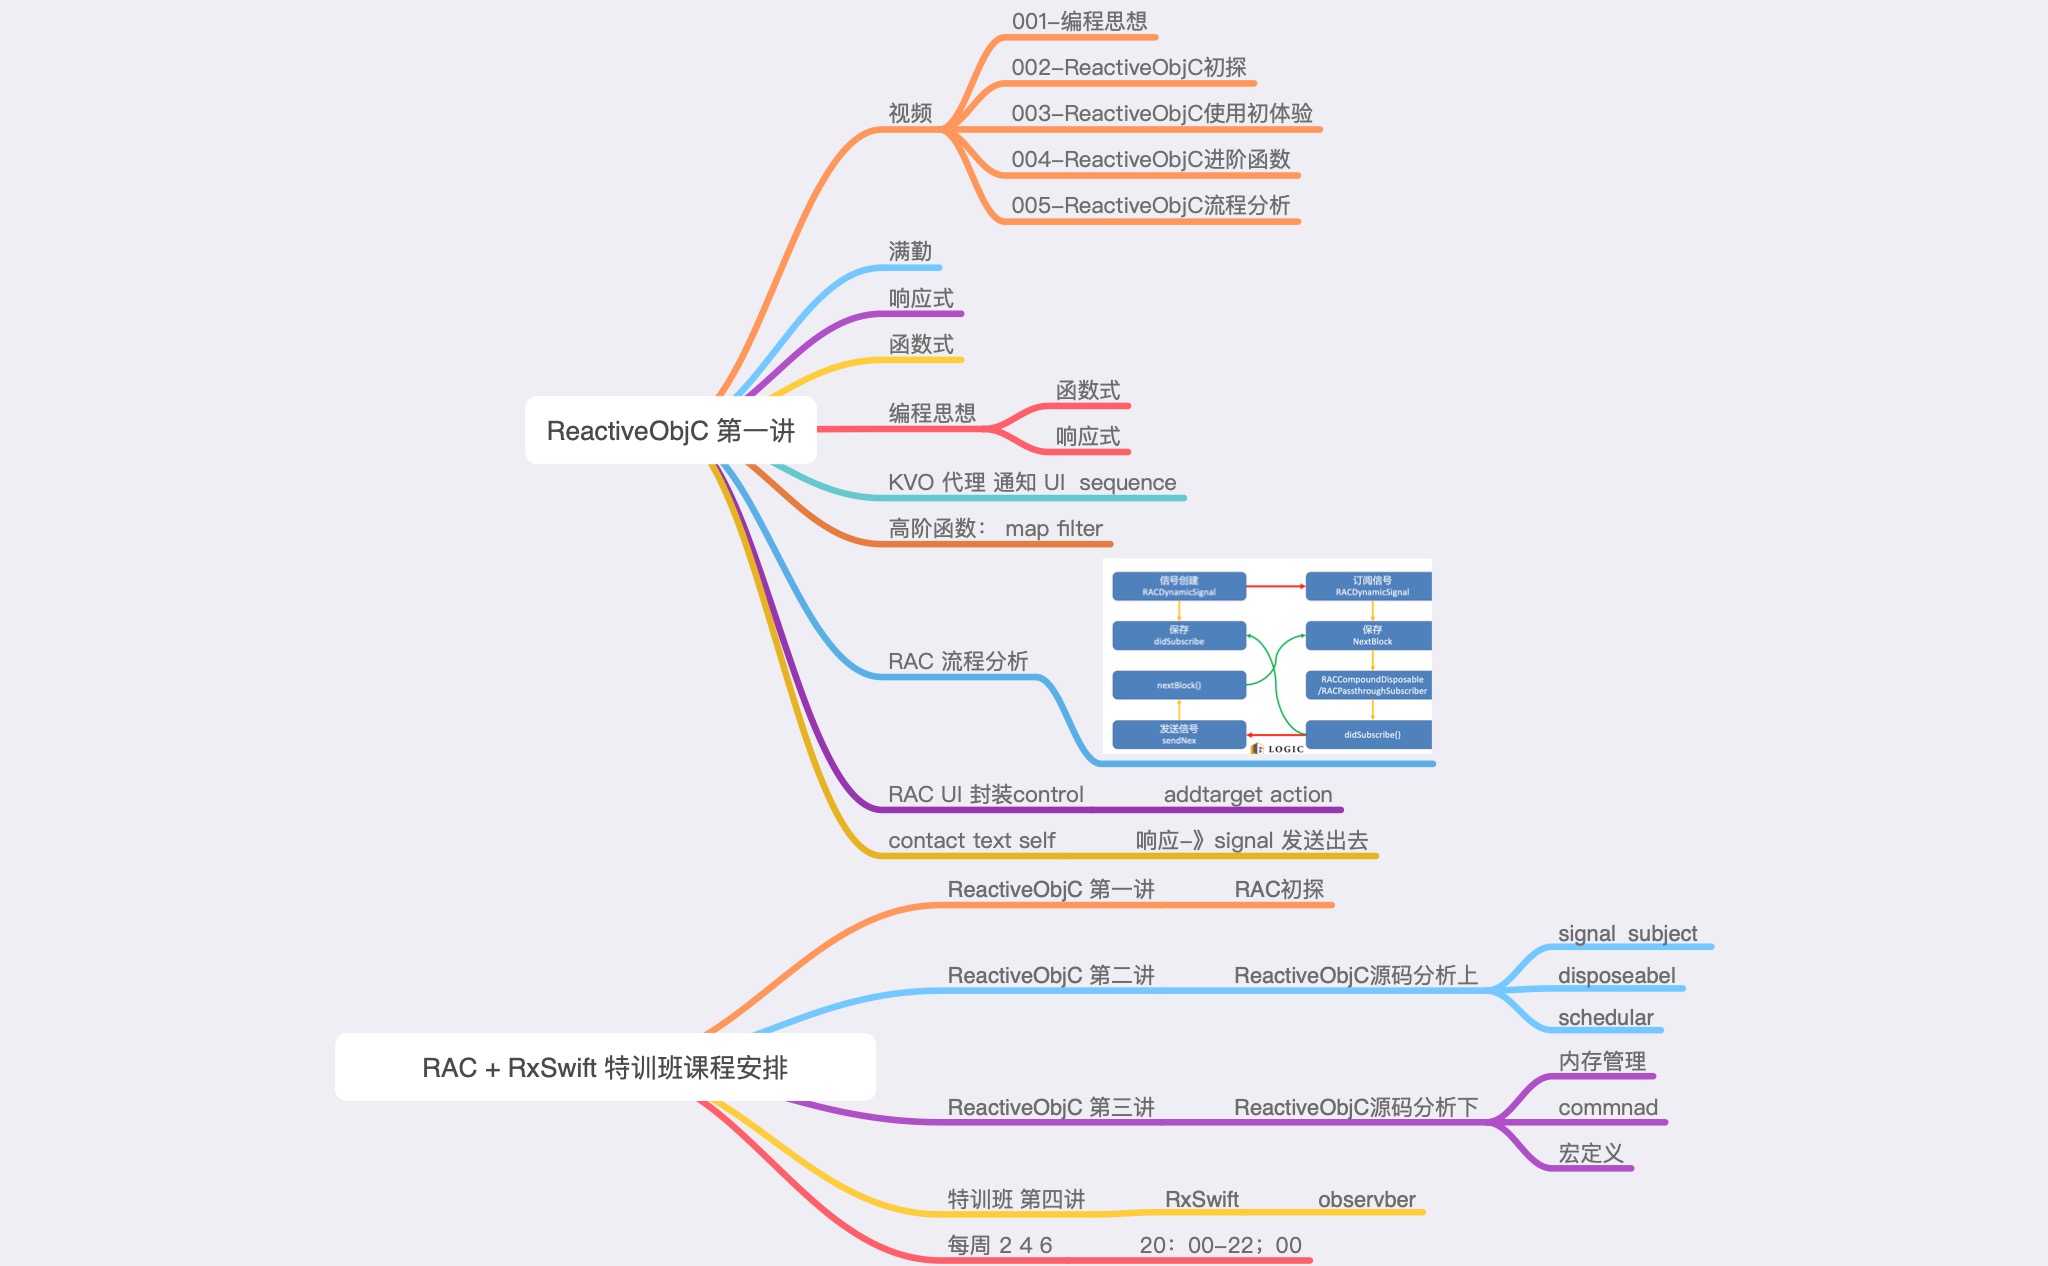 001-编程思想
002-ReactiveObjC初探
视频
003-ReactiveObjC使用初体验
004-ReactiveObjC进阶函数
005-ReactiveObjC流程分析
满勤
响应式
函数式
ReactiveObjC 第一讲
编程思想
函数式
响应式
KVO 代理 通知 UI  sequence
高阶函数： map filter
RAC 流程分析
信号创建
RACDynamicSignal
订阅信号
RACDynamicSignal
保存
didSubscribe
保存
NextBlock
nextBlock()
RACCompoundDisposable
/RACPassthroughSubscriber
发送信号
sendNex
didSubscribe()
LOGIC
RAC UI 封装control
addtarget action
contact text self
响应-》signal 发送出去
RAC + RxSwift 特训班课程安排
ReactiveObjC 第一讲
RAC初探
ReactiveObjC 第二讲
ReactiveObjC源码分析上
signal  subject
disposeabel
schedular
ReactiveObjC 第三讲
ReactiveObjC源码分析下
内存管理
commnad
宏定义
特训班 第四讲
RxSwift
observber
每周 2 4 6
20：00-22；00